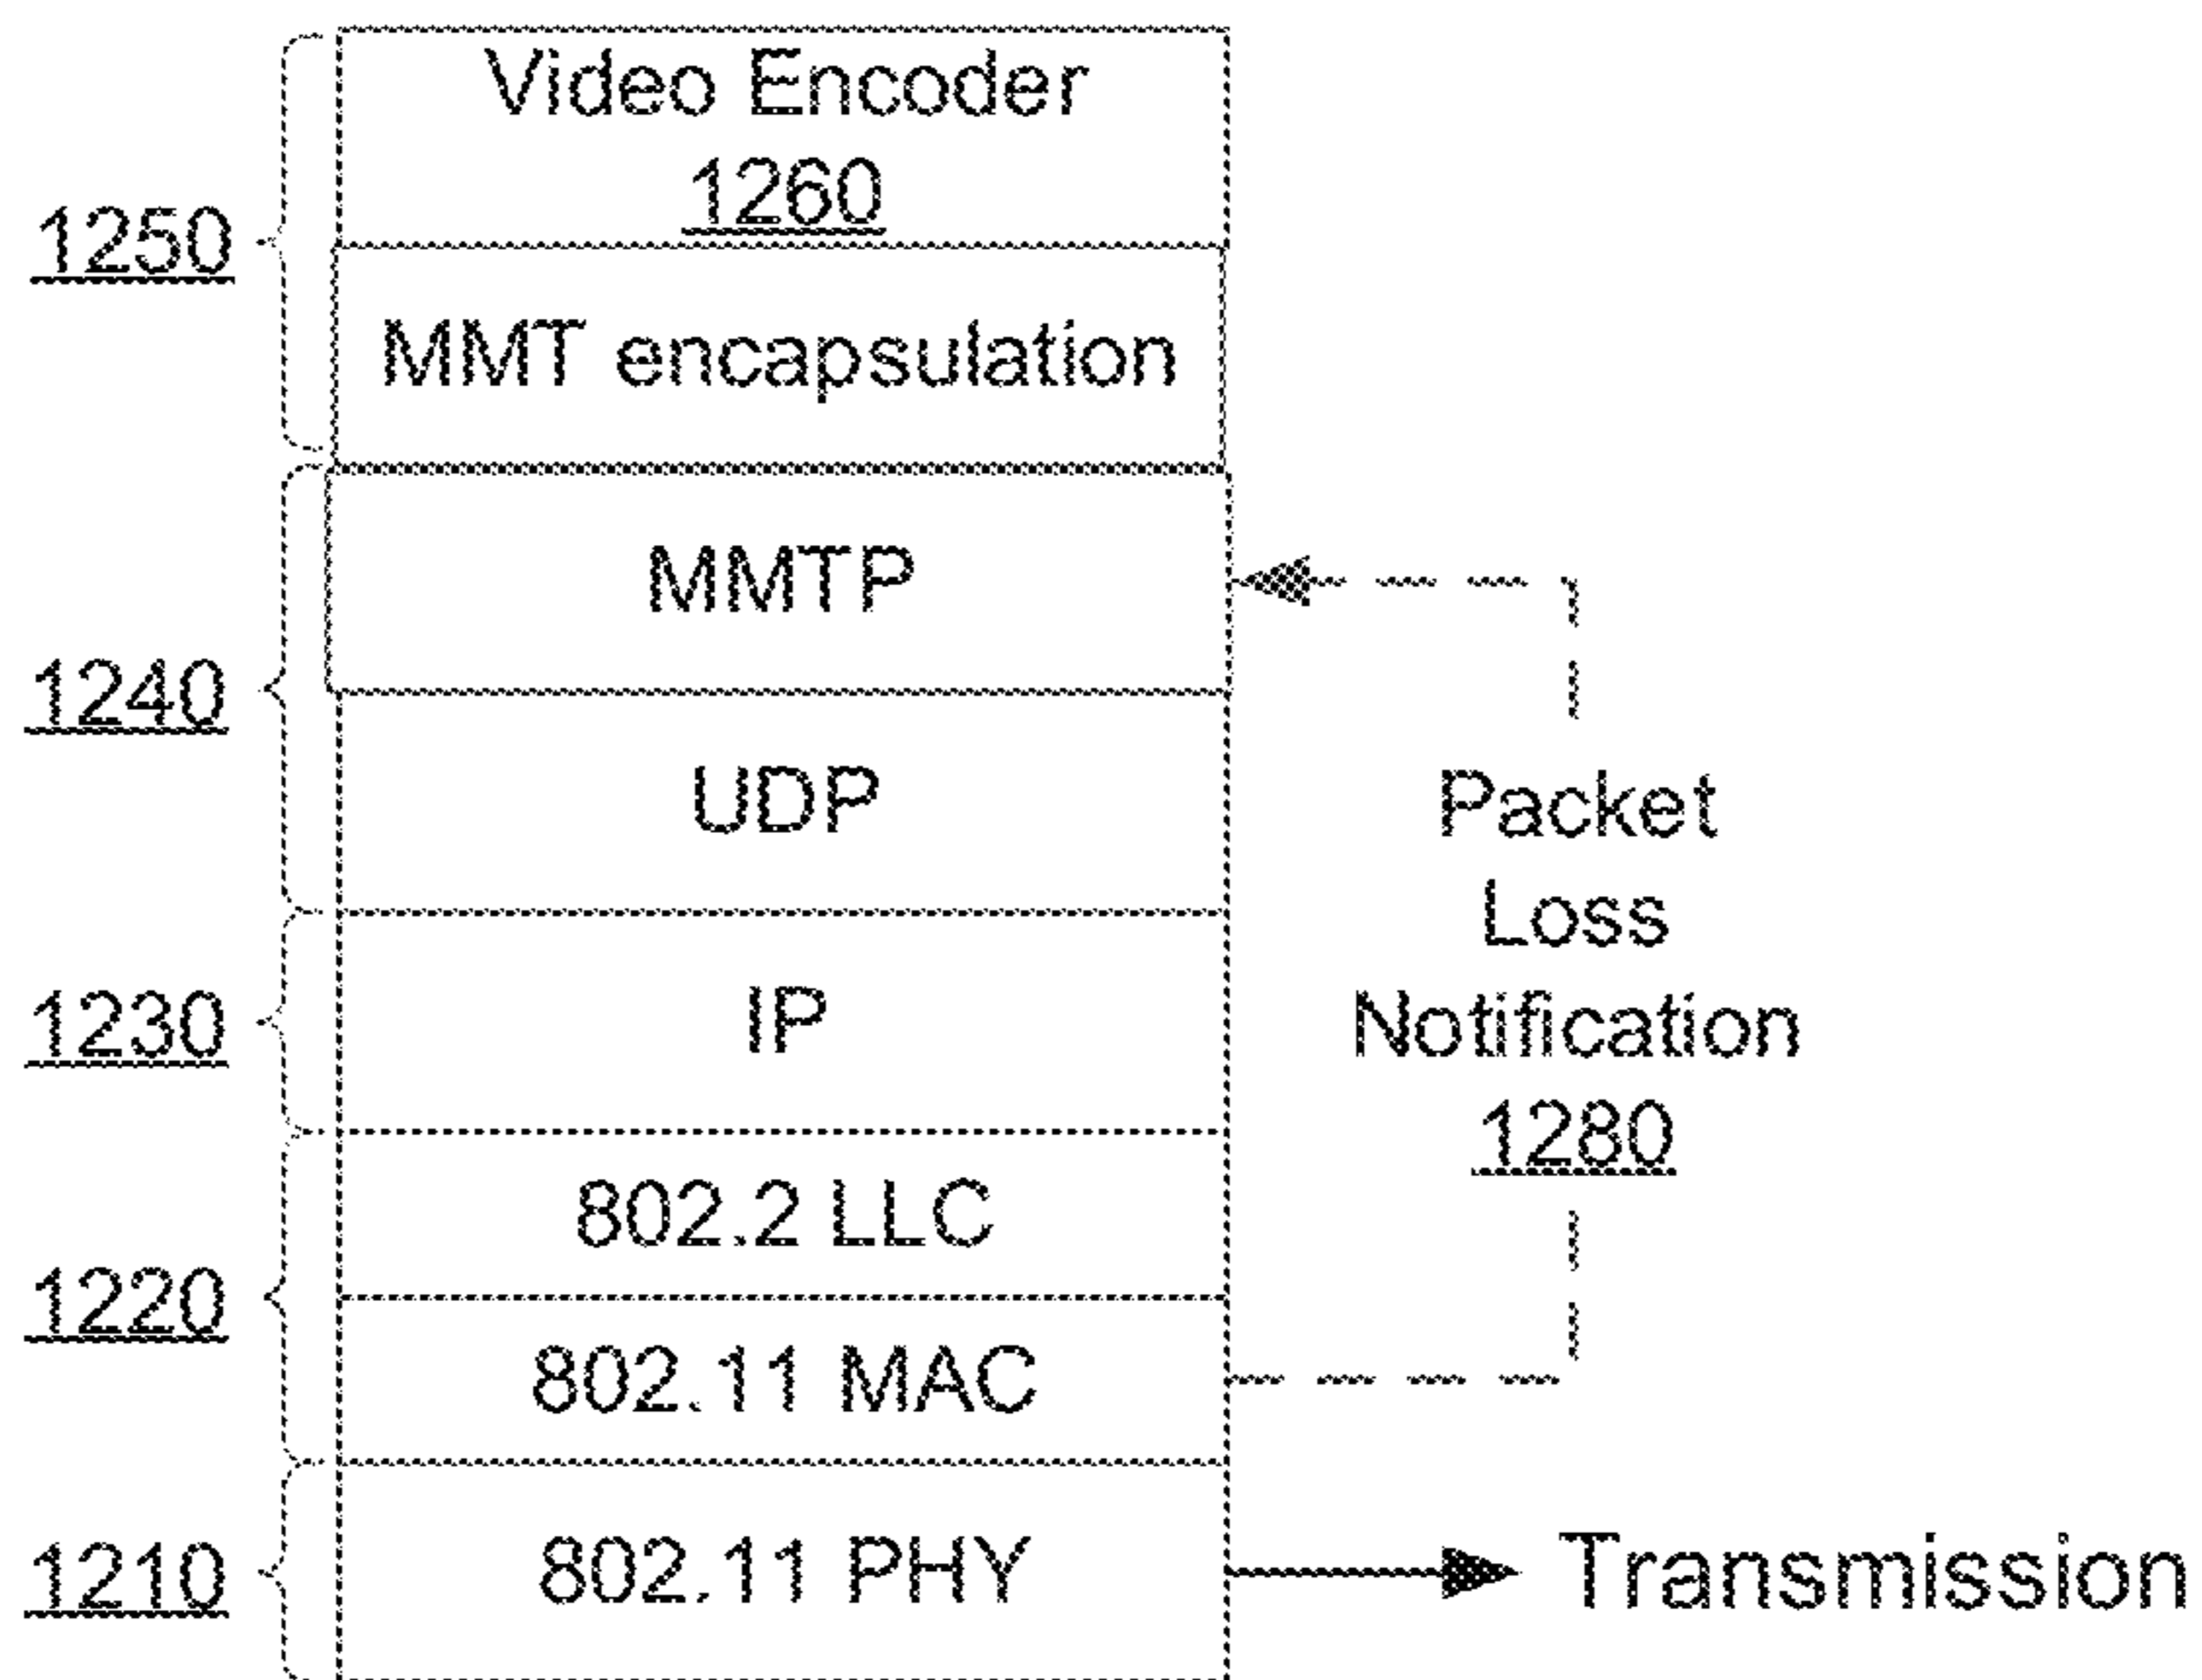 Video Encoder
1260
1250
MMT encapsulation
MMTP
1240
UDP
Packet
Loss
Notification
1280
1230
IP
802.2 LLC
1220
802.11 MAC
1210
802.11 PHY
Transmission